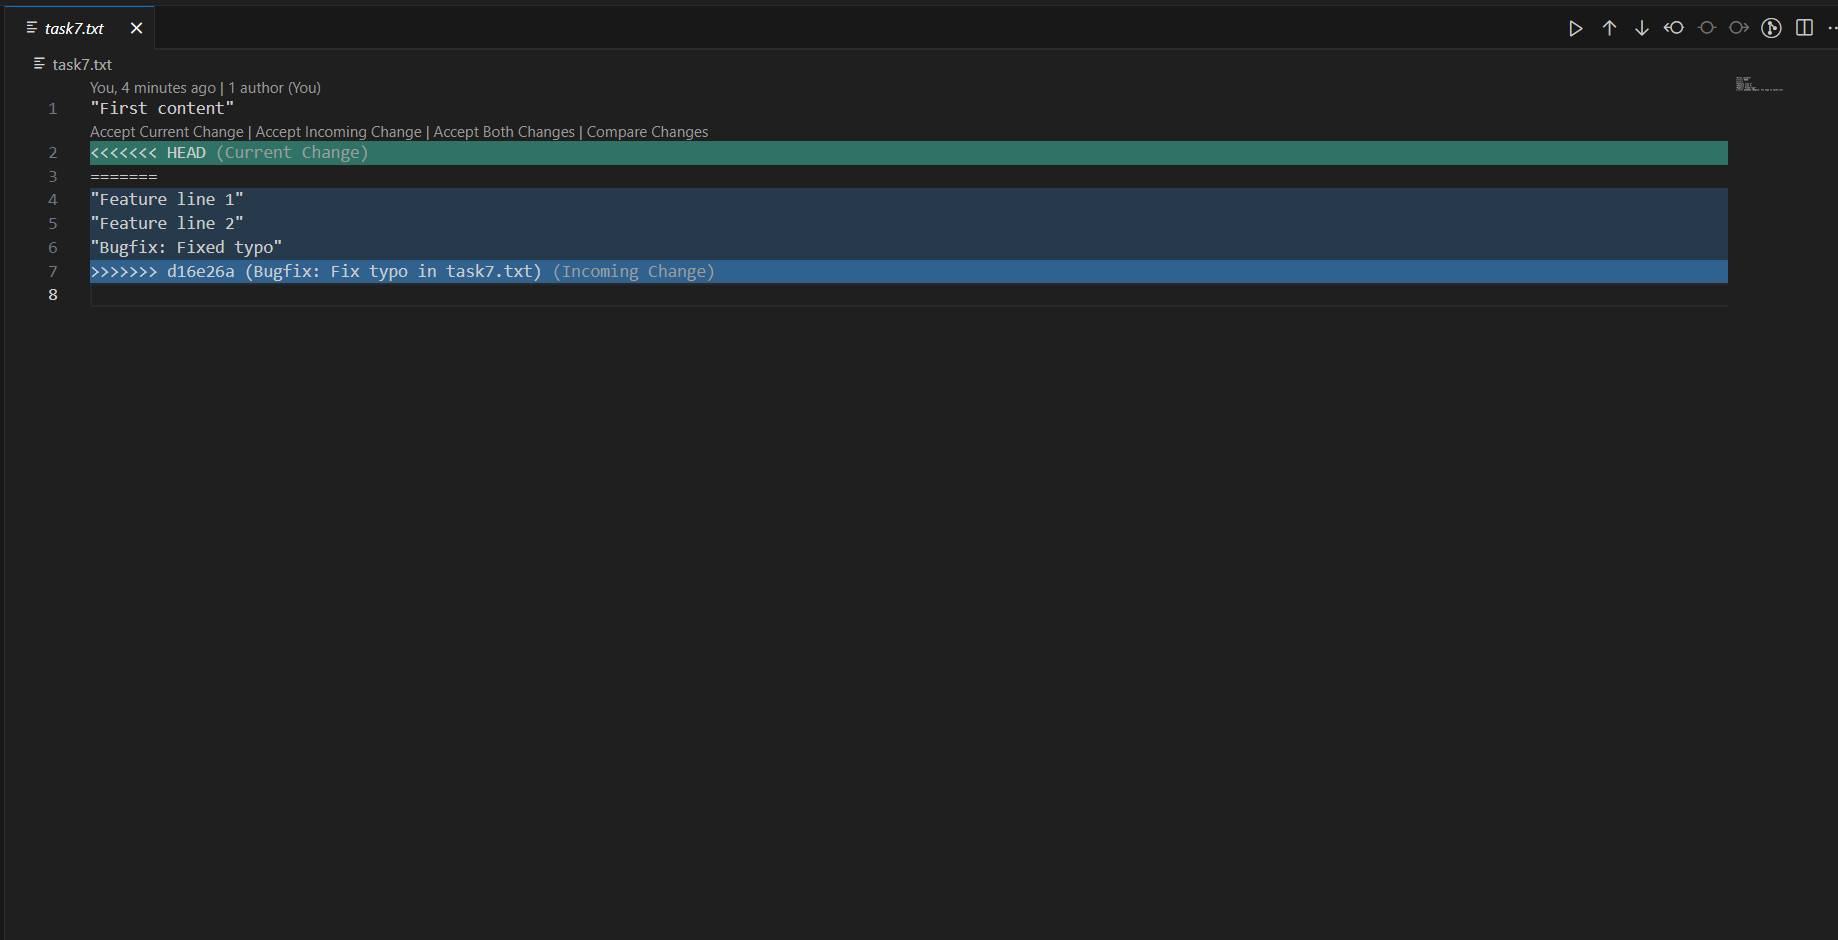 task7.txt
task7.txt
You, 4 minutes ago | 1 author (You)
1 "First content"
Accept Current Change | Accept Incoming Change | Accept Both Changes | Compare Changes
2 <<<<<<< HEAD (Current Change)
3 =======
4 "Feature line 1"
5 "Feature line 2"
6 "Bugfix: Fixed typo"
7 >>>>>>> d16e26a (Bugfix: Fix typo in task7.txt) (Incoming Change)
8